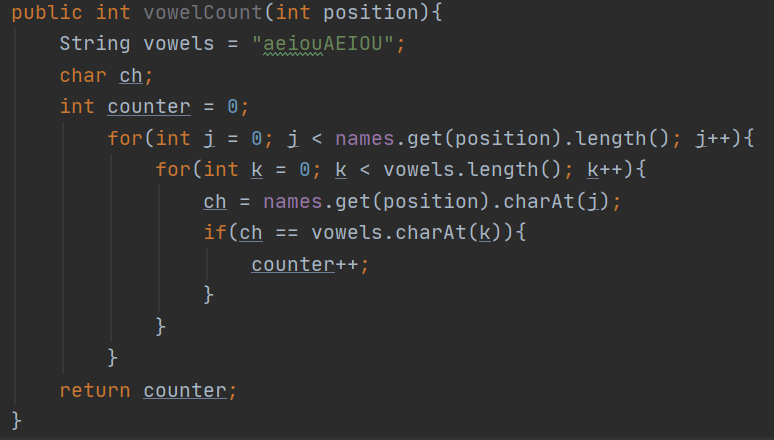 public int vowelCount(int position){
    String vowels = "aeiouAEIOU";
    char ch;
    int counter = 0;
        for(int j = 0; j < names.get(position).length(); j++){
            for(int k = 0; k < vowels.length(); k++){
                ch = names.get(position).charAt(j);
                if(ch == vowels.charAt(k)){
                    counter++;
                }
            }
        }
    return counter;
}